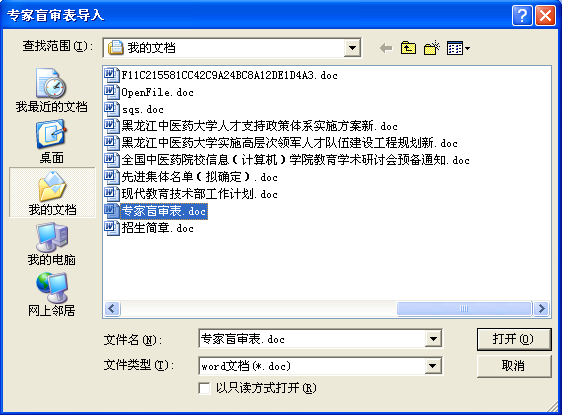 专家盲审表导入
查找范围(I):
我的文档
我最近的文档
桌面
我的文档
我的电脑
网上邻居
F11C215581CC42C9A24BC8A12DE1D4A3.doc
OpenFile.doc
sqs.doc
黑龙江中医药大学人才支持政策体系实施方案新.doc
黑龙江中医药大学实施高层次领军人才队伍建设工程规划新.doc
全国中医药院校信息(计算机)学院教育学术研讨会预备通知.doc
先进集体名单(拟确定).doc
现代教育技术部工作计划.doc
专家盲审表.doc
招生简章.doc
文件名(N):
专家盲审表.doc
打开(O)
文件类型(T):
word文档(*.doc)
取消
以只读方式打开(R)